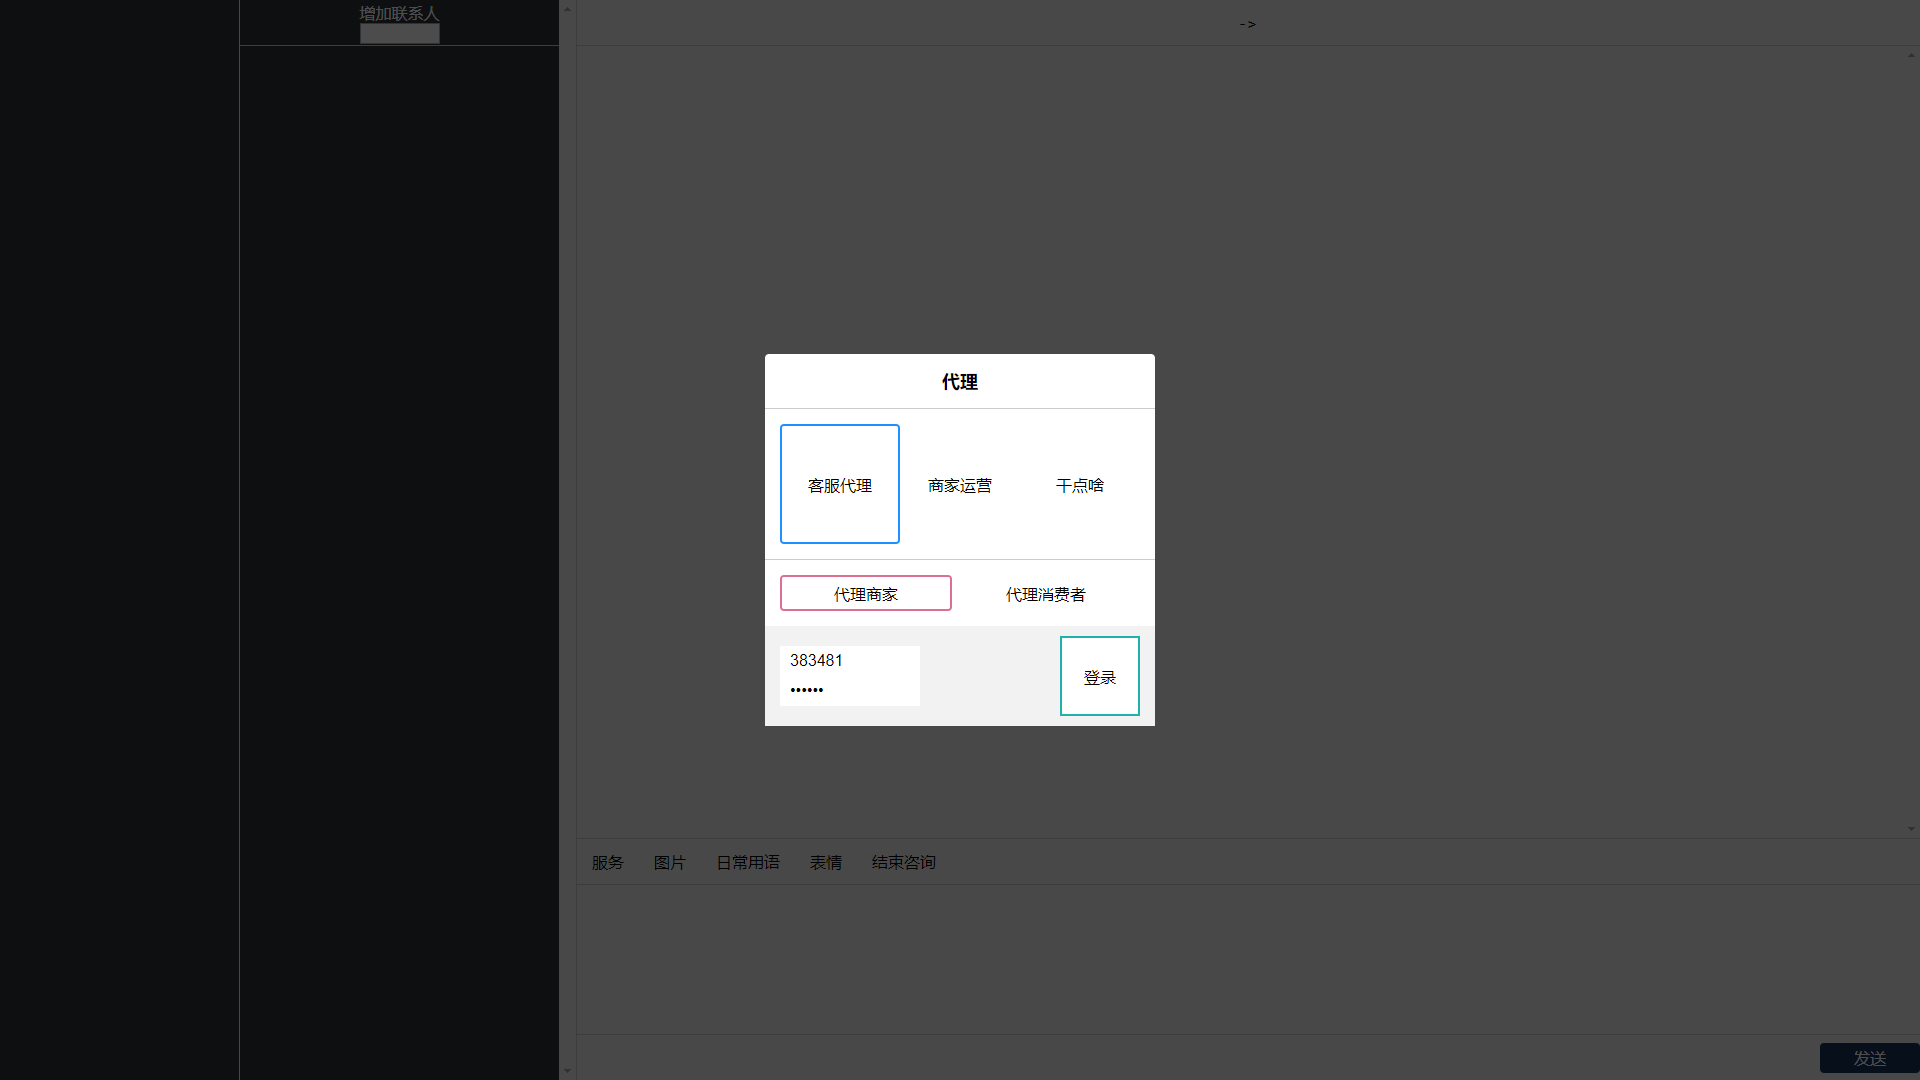 增加联系人
->
代理
客服代理 商家运营 干点啥
代理商家 代理消费者
383481
••••••
登录
服务 图片 日常用语 表情 结束咨询
发送